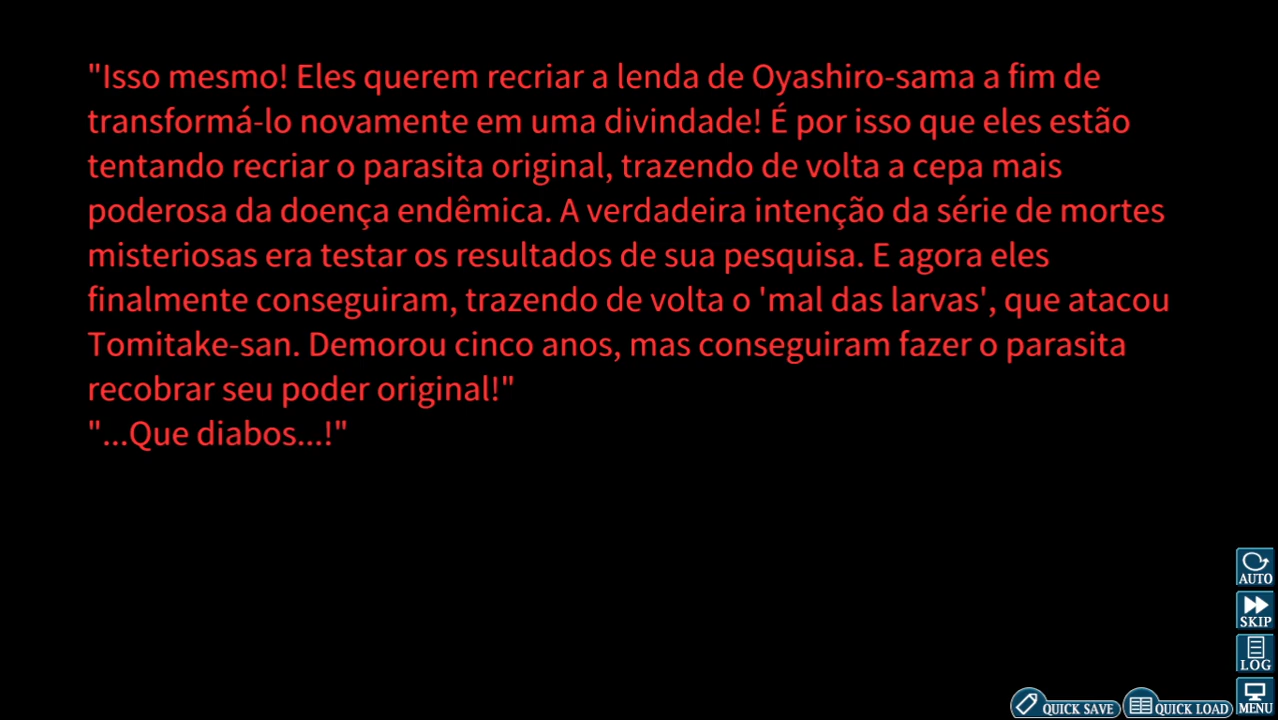 "Isso mesmo! Eles querem recriar a lenda de Oyashiro-sama a fim de
transformá-lo novamente em uma divindade! É por isso que eles estão
tentando recriar o parasita original, trazendo de volta a cepa mais
poderosa da doença endêmica. A verdadeira intenção da série de mortes
misteriosas era testar os resultados de sua pesquisa. E agora eles
finalmente conseguiram, trazendo de volta o 'mal das larvas', que atacou
Tomitake-san. Demorou cinco anos, mas conseguiram fazer o parasita
recobrar seu poder original!"
"...Que diabos...!"
AUTO
SKIP
LOG
QUICK SAVE
QUICK LOAD
MENU